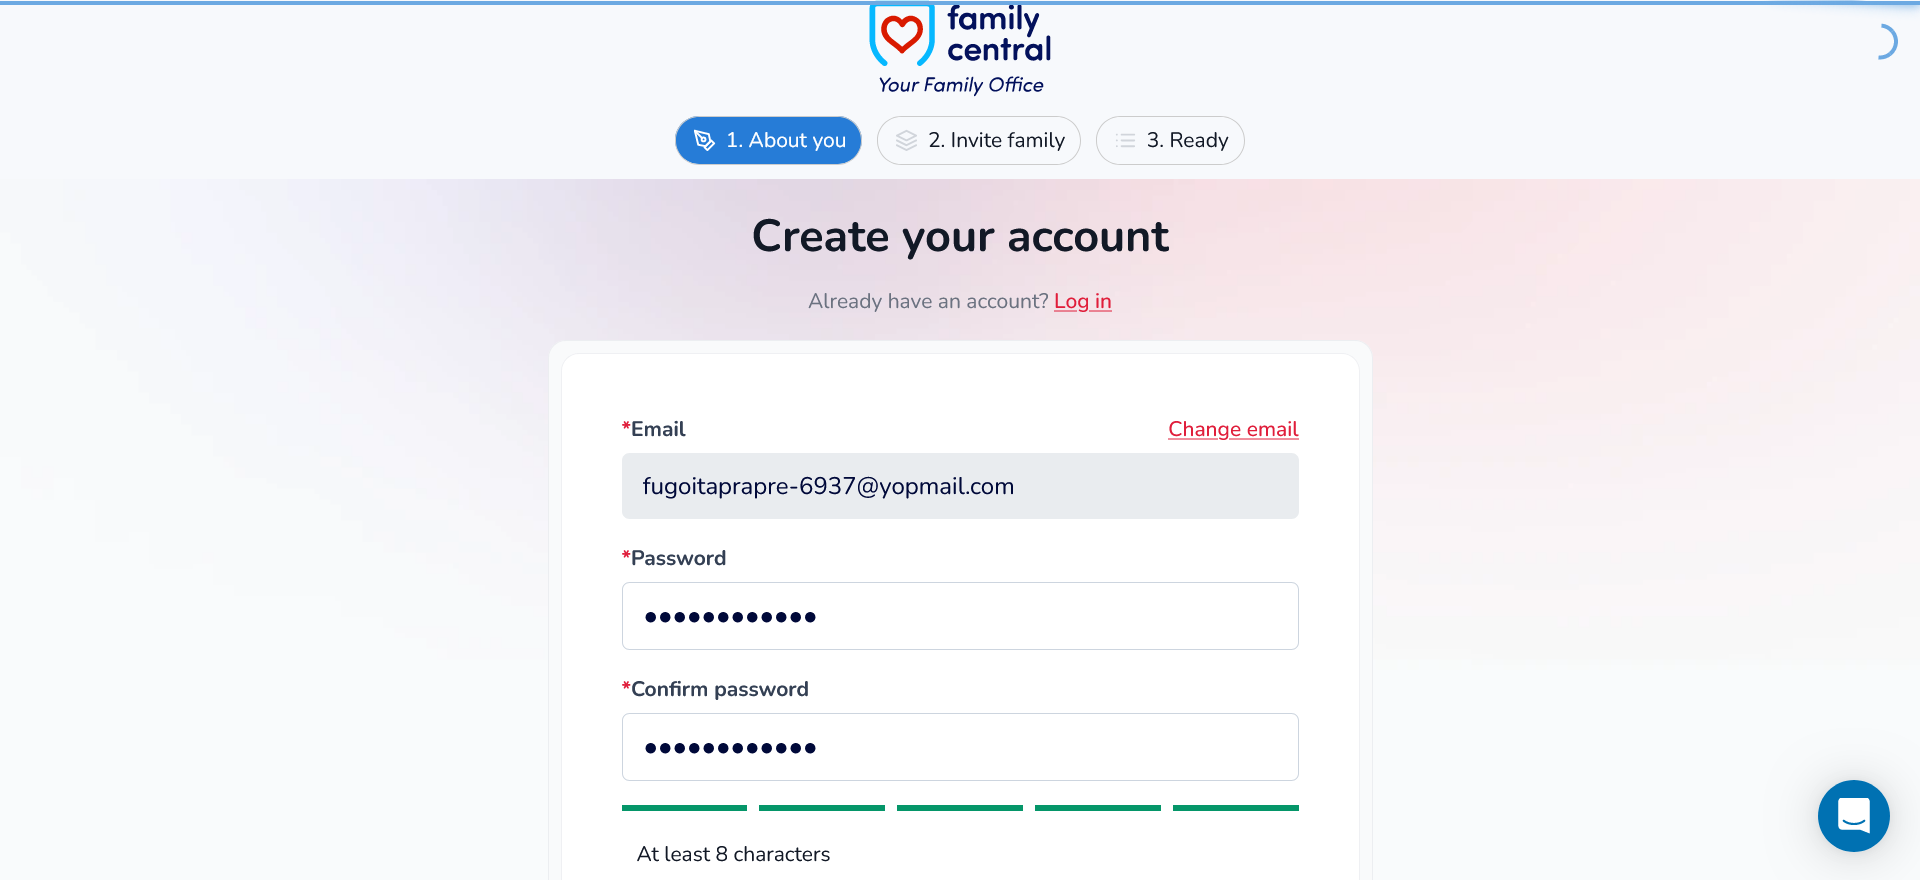 family
central
Your Family Office
1. About you
2. Invite family
3. Ready
Create your account
Already have an account? Log in
*Email
Change email
fugoitaprapre-6937@yopmail.com
*Password
••••••••••••
*Confirm password
••••••••••••
At least 8 characters